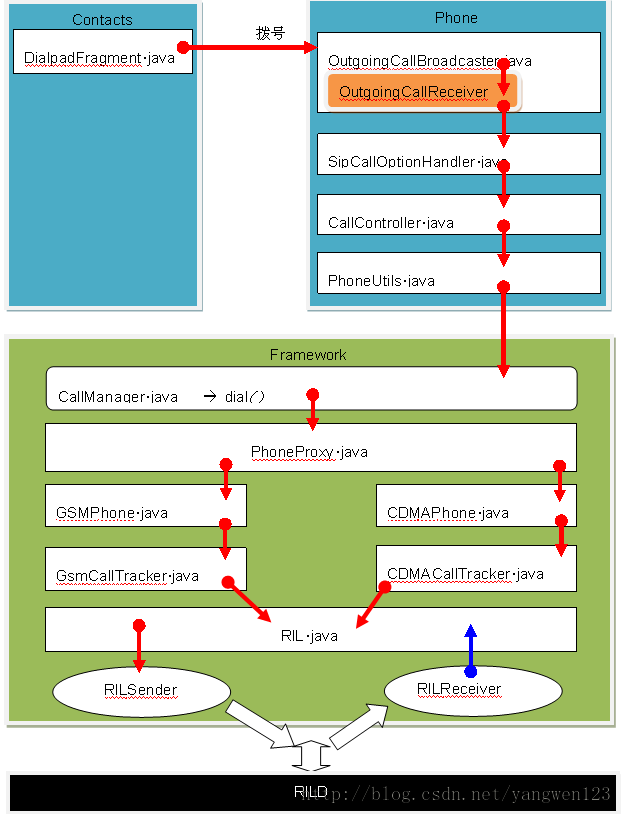 Contacts
Phone
DialpadFragment.java
拨号
OutgoingCallBroadcaster.java
OutgoingCallReceiver
SipCallOptionHandler.java
CallController.java
PhoneUtils.java
Framework
CallManager.java → dial()
PhoneProxy.java
GSMPhone.java
CDMAPhone.java
GsmCallTracker.java
CDMACallTracker.java
RIL.java
RILSender
RILReceiver
RILD
http://blog.csdn.net/yangwen123